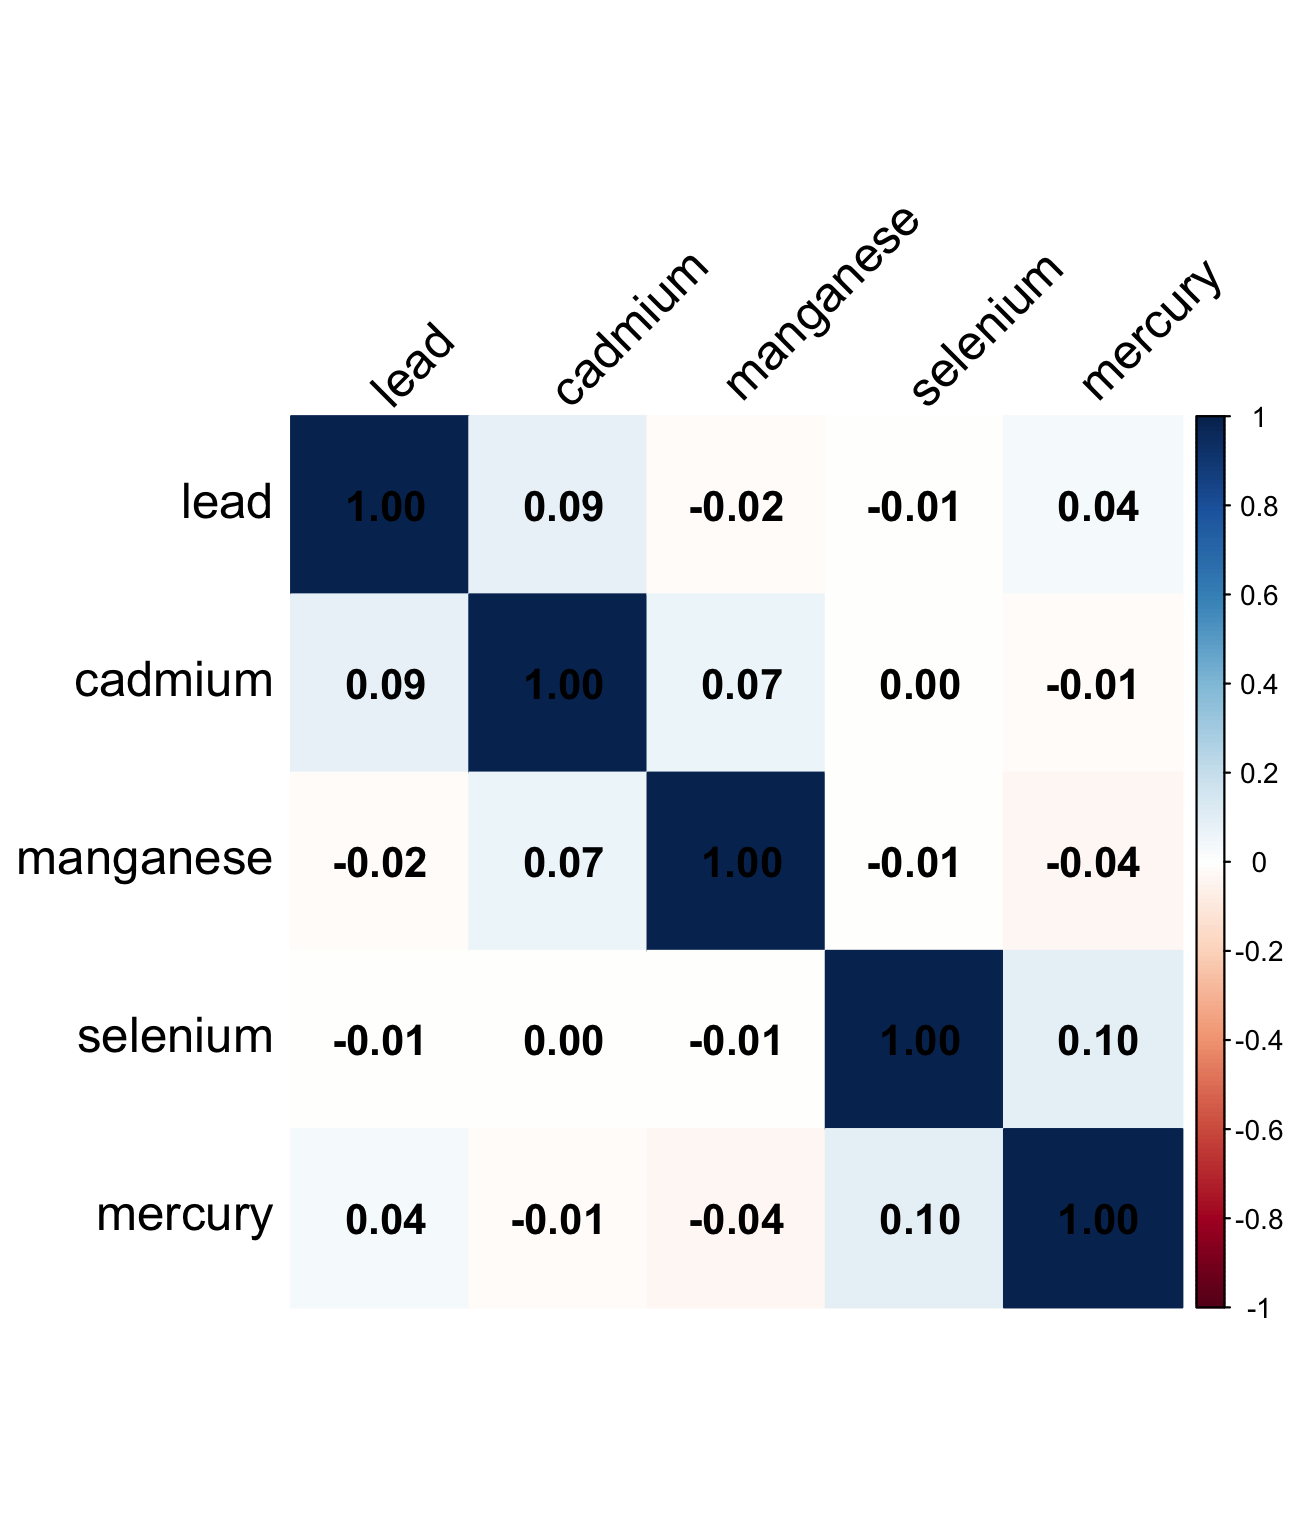 lead cadmium manganese selenium mercury
lead 1.00 0.09 -0.02 -0.01 0.04
cadmium 0.09 1.00 0.07 0.00 -0.01
manganese -0.02 0.07 1.00 -0.01 -0.04
selenium -0.01 0.00 -0.01 1.00 0.10
mercury 0.04 -0.01 -0.04 0.10 1.00
1
0.8
0.6
0.4
0.2
0
-0.2
-0.4
-0.6
-0.8
-1